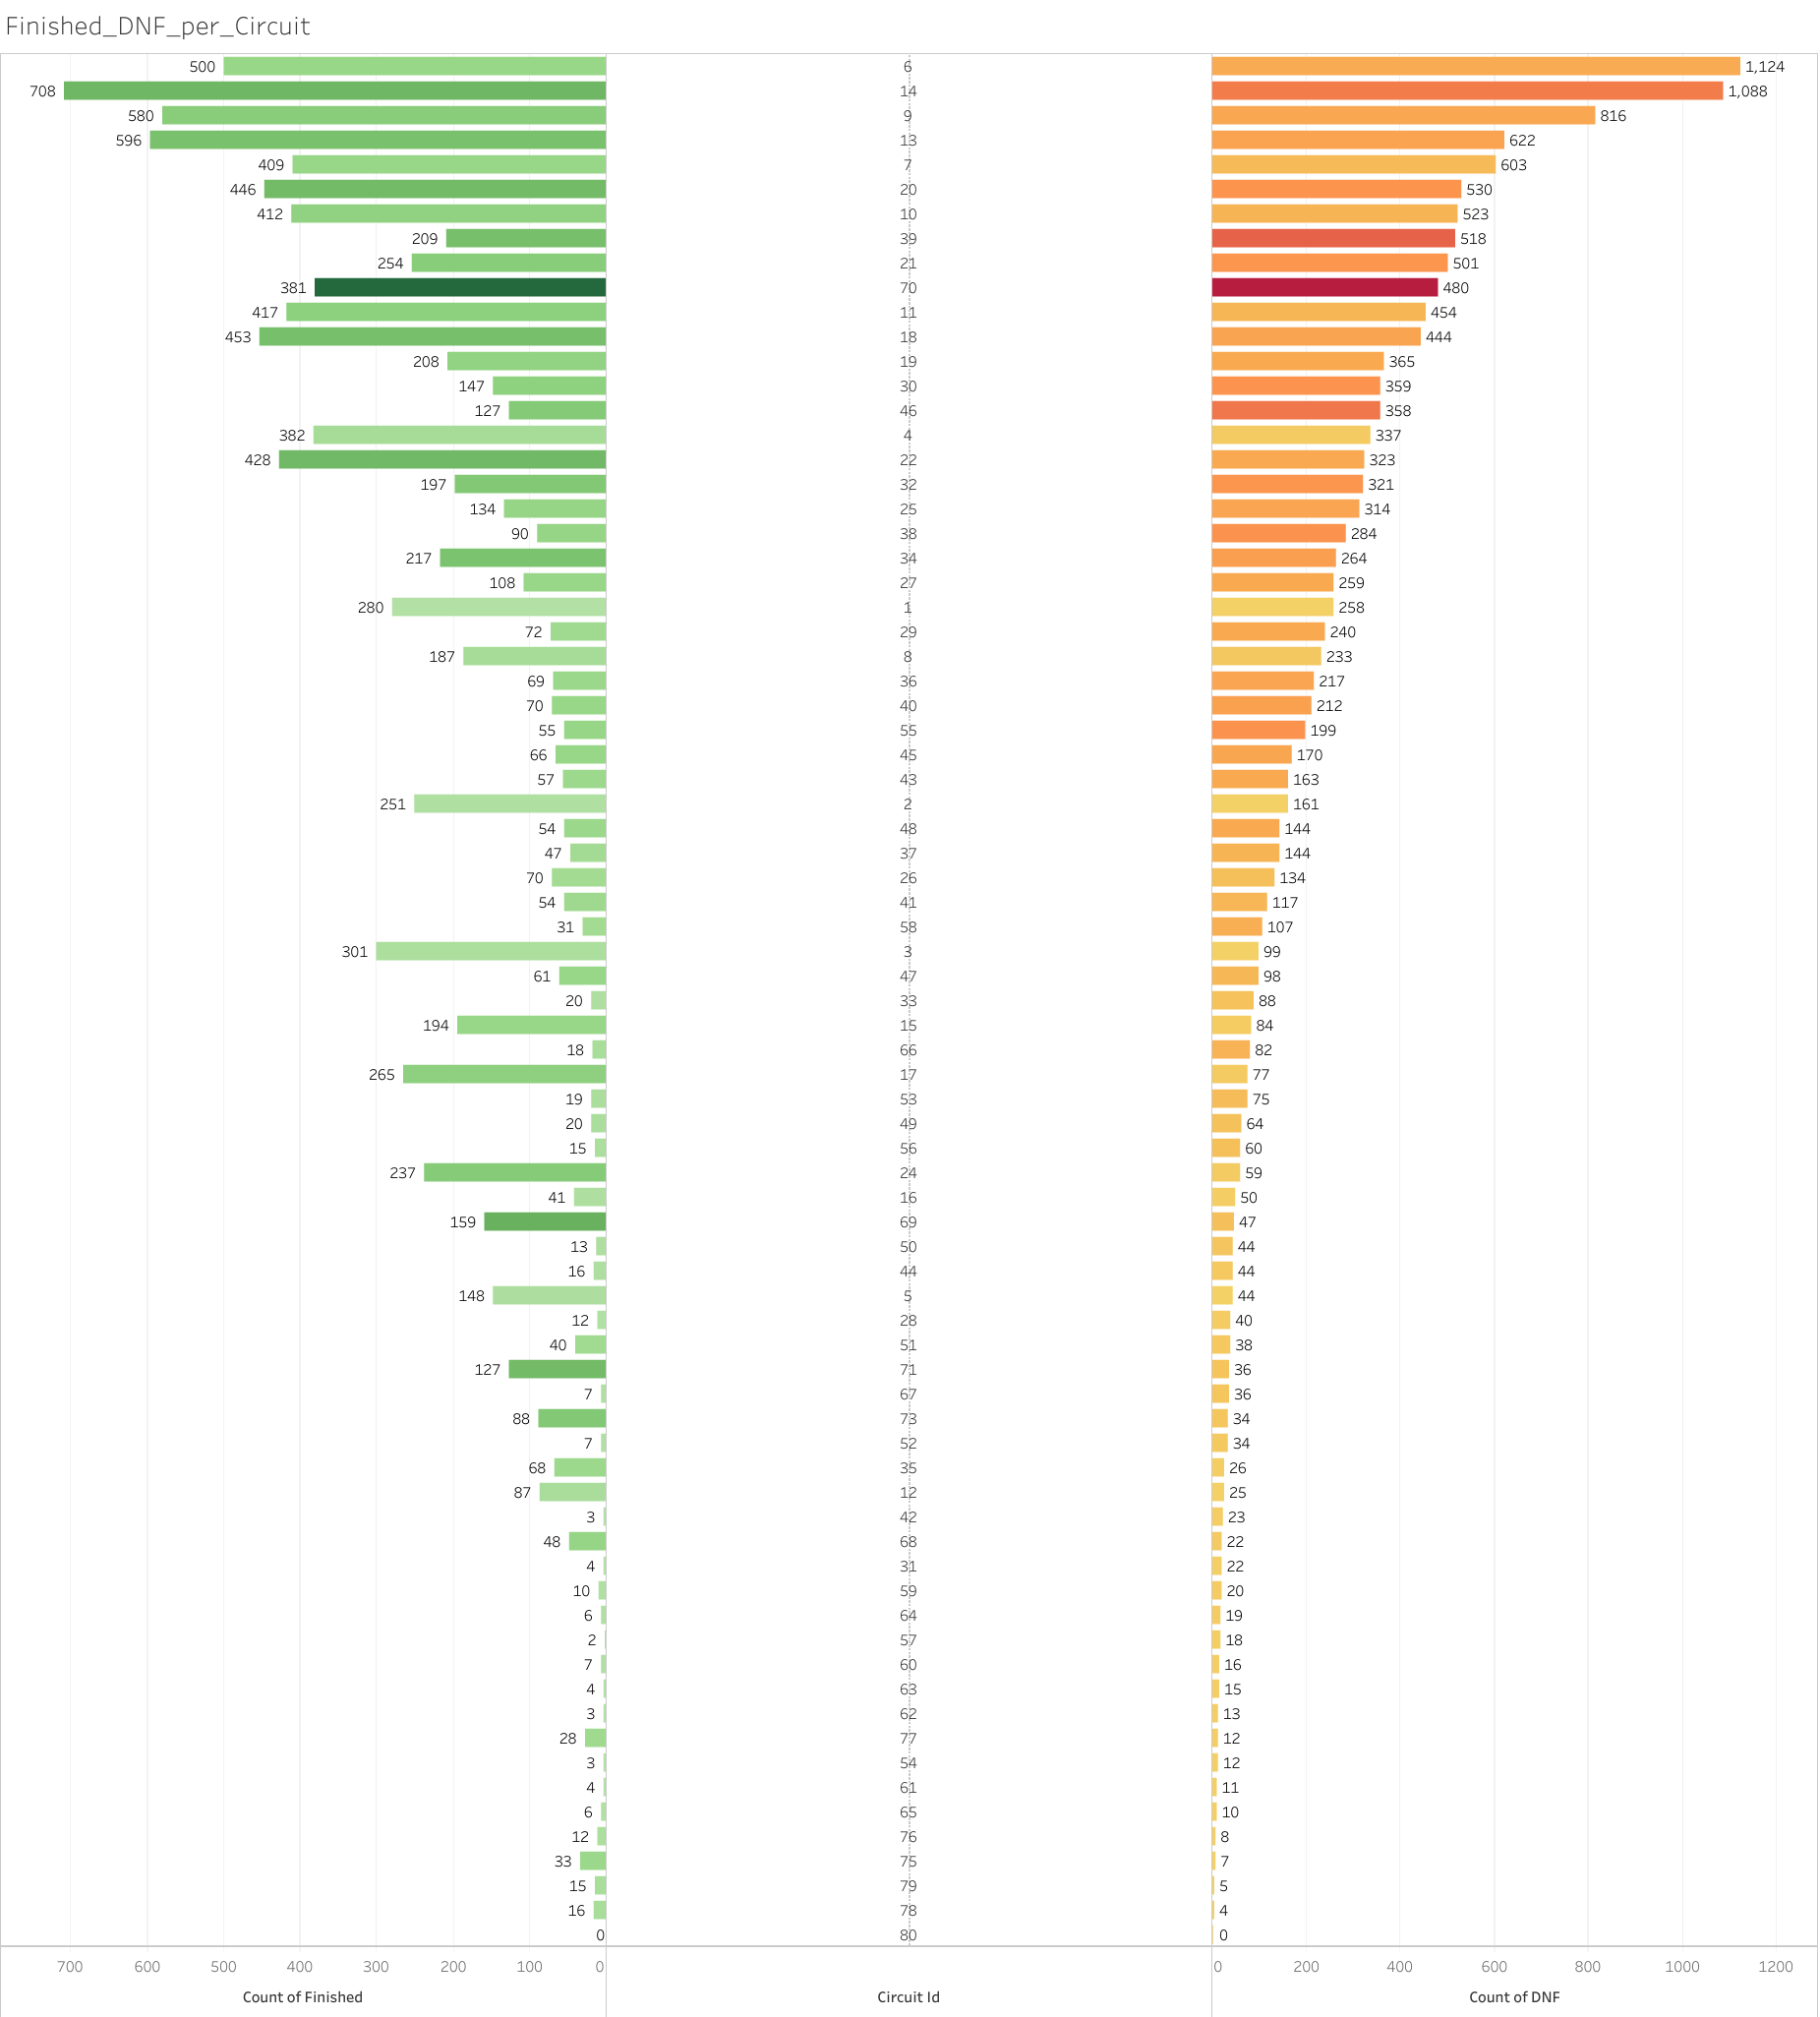 Finished_DNF_per_Circuit
500 6 1,124
708 14 1,088
580 9 816
596 13 622
409 7 603
446 20 530
412 10 523
209 39 518
254 21 501
381 70 480
417 11 454
453 18 444
208 19 365
147 30 359
127 46 358
382 4 337
428 22 323
197 32 321
134 25 314
90 38 284
217 34 264
108 27 259
280 1 258
72 29 240
187 8 233
69 36 217
70 40 212
55 55 199
66 45 170
57 43 163
251 2 161
54 48 144
47 37 144
70 26 134
54 41 117
31 58 107
301 3 99
61 47 98
20 33 88
194 15 84
18 66 82
265 17 77
19 53 75
20 49 64
15 56 60
237 24 59
41 16 50
159 69 47
13 50 44
16 44 44
148 5 44
12 28 40
40 51 38
127 71 36
7 67 36
88 73 34
7 52 34
68 35 26
87 12 25
3 42 23
48 68 22
4 31 22
10 59 20
6 64 19
2 57 18
7 60 16
4 63 15
3 62 13
28 77 12
3 54 12
4 61 11
6 65 10
12 76 8
33 75 7
15 79 5
16 78 4
0 80 0
700 600 500 400 300 200 100 0 0 200 400 600 800 1000 1200
Count of Finished Circuit Id Count of DNF